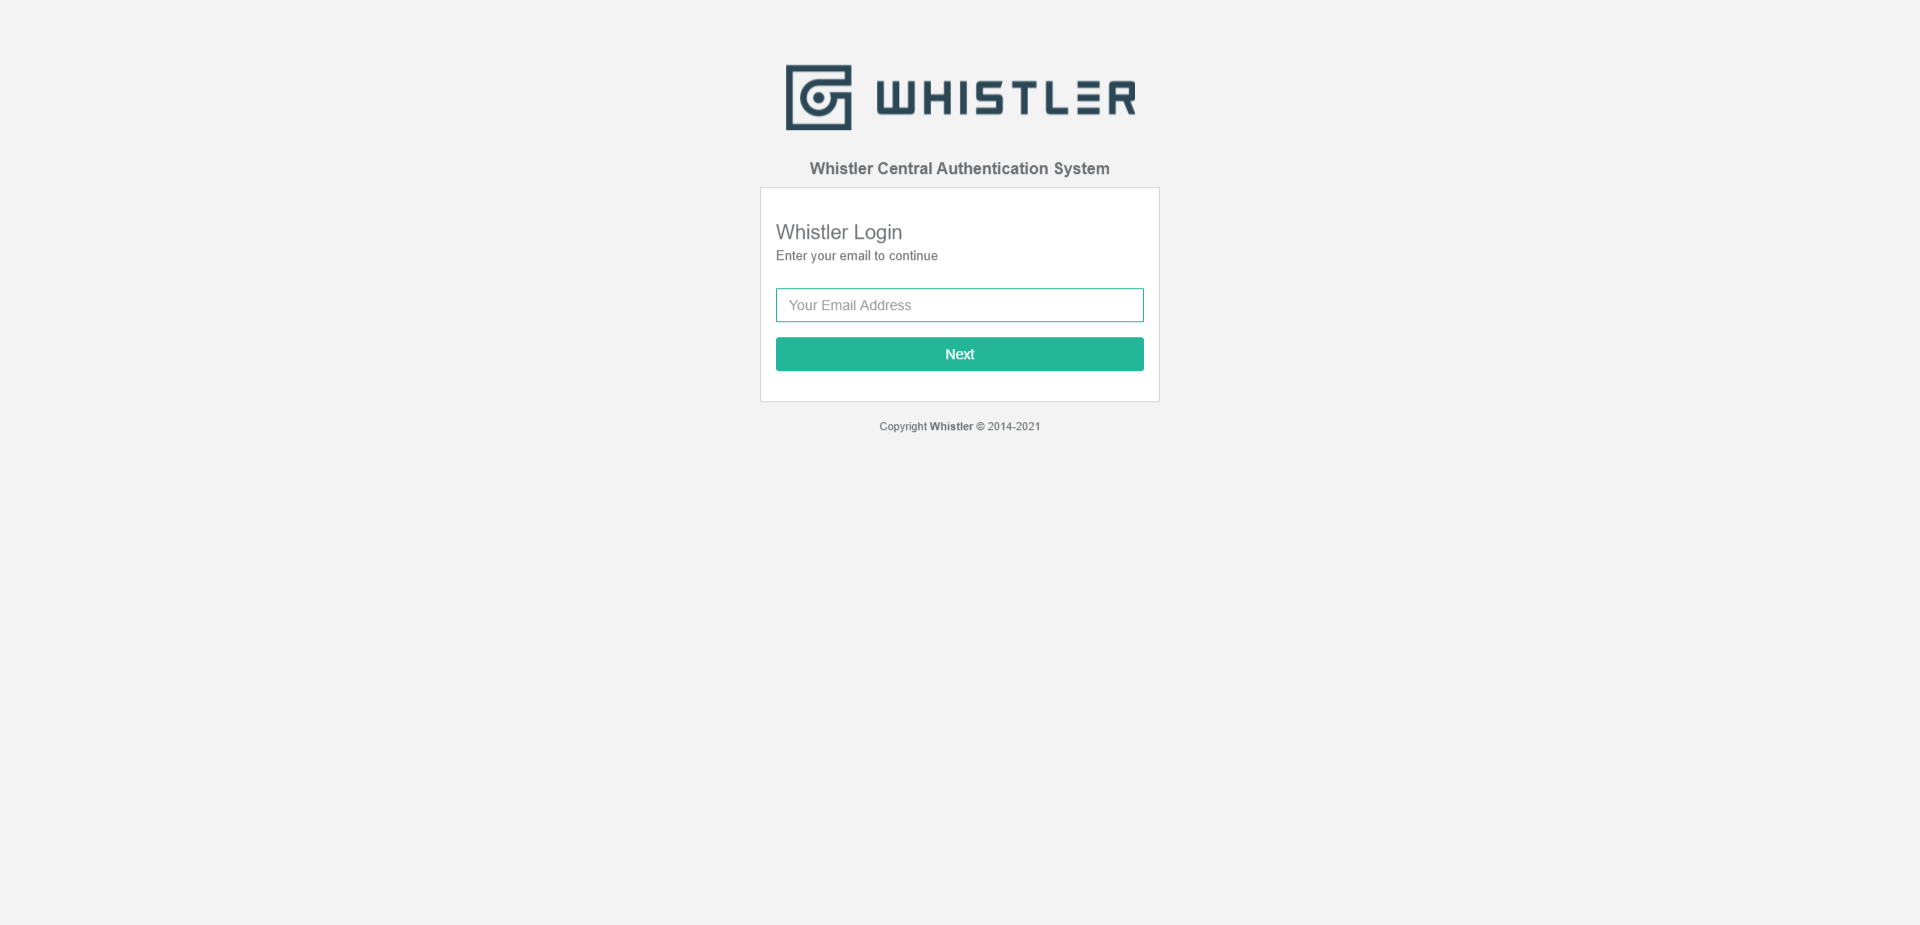 WHISTLER
Whistler Central Authentication System
Whistler Login
Enter your email to continue
Your Email Address
Next
Copyright Whistler © 2014-2021